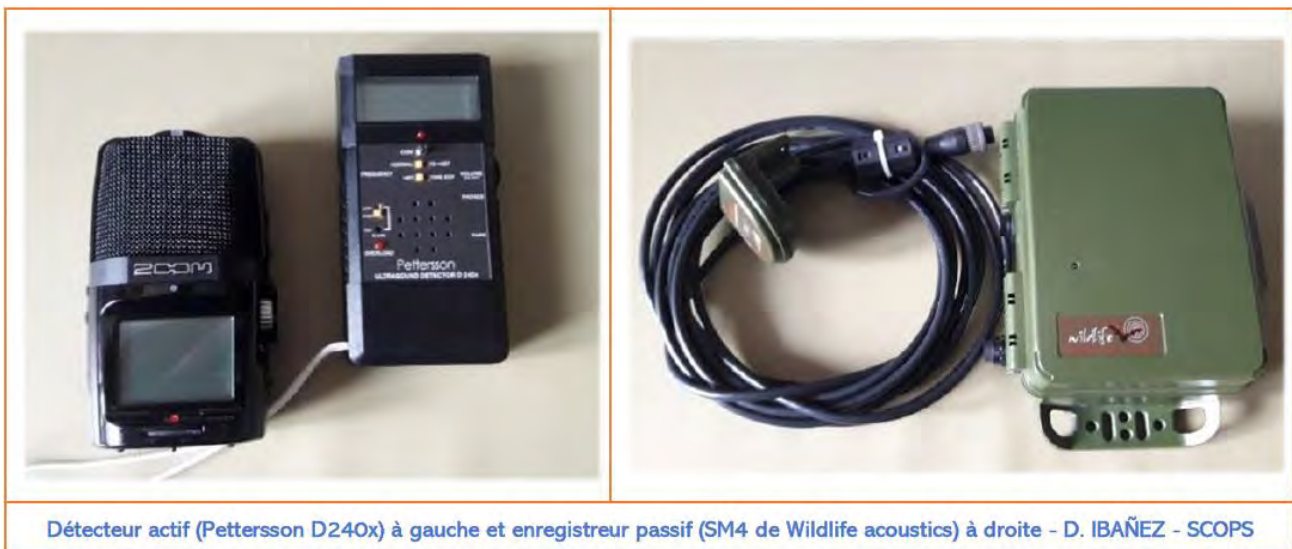 ZOOM
Pettersson
ULTRASOUND DETECTOR D 240x
FREQUENCY
VOLUME
OVERLOAD
wildlife
Détecteur actif (Pettersson D240x) à gauche et enregistreur passif (SM4 de Wildlife acoustics) à droite - D. IBAÑEZ - SCOPS